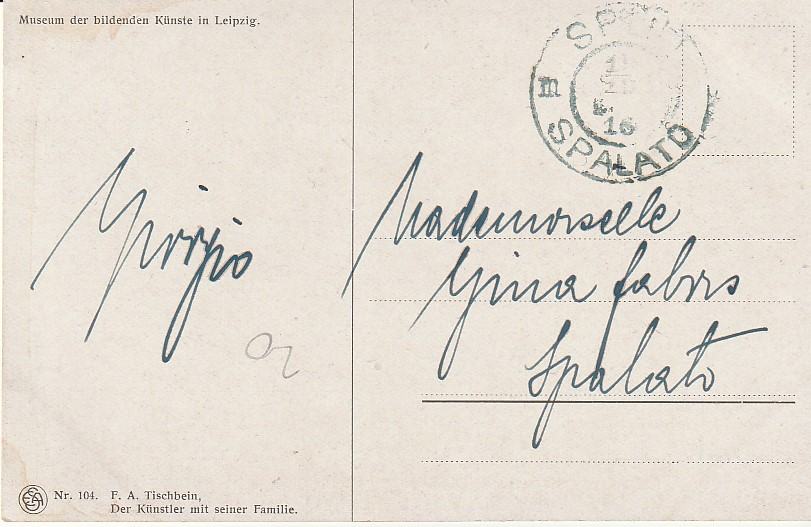 Museum der bildenden Künste in Leipzig.
SPLIT
16
SPALATO
Mademoiselle
Gina Fabris
Spalato
Nr. 104. F. A. Tischbein,
Der Künstler mit seiner Familie.